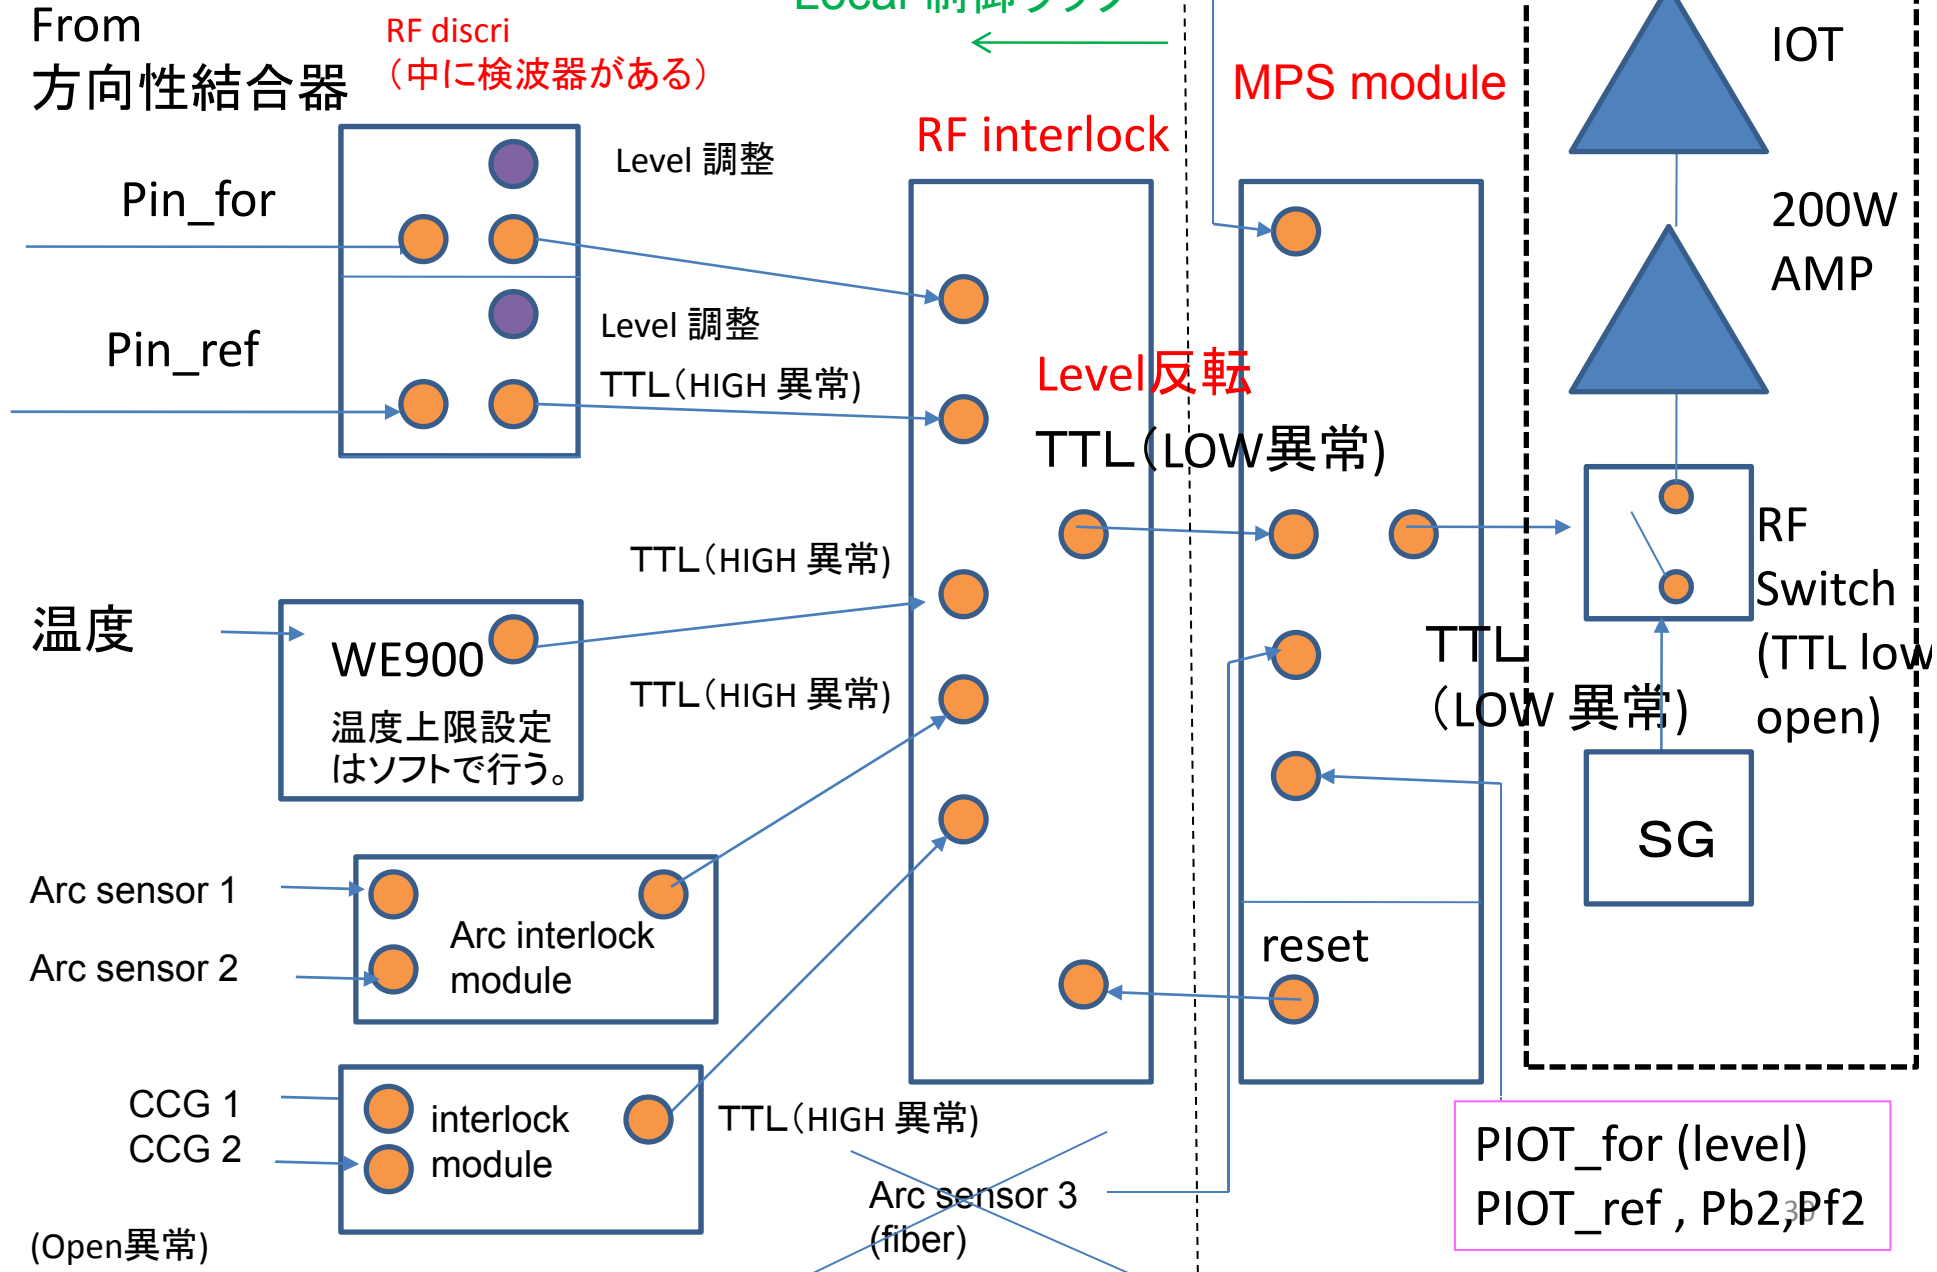 From
方向性結合器
RF discri
（中に検波器がある）
Local 制御ラック
MPS module
IOT
RF interlock
Level 調整
Pin_for
200W
AMP
Level 調整
Pin_ref
TTL（HIGH 異常）
Level反転
TTL（LOW異常）
TTL（HIGH 異常）
RF
Switch
(TTL low
open)
温度
WE900
温度上限設定
はソフトで行う。
TTL（HIGH 異常）
TTL
（LOW 異常）
SG
Arc sensor 1
Arc sensor 2
Arc interlock
module
reset
CCG 1
CCG 2
interlock
module
TTL（HIGH 異常）
Arc sensor 3
(fiber)
PIOT_for (level)
PIOT_ref , Pb2,Pf2
(Open異常)